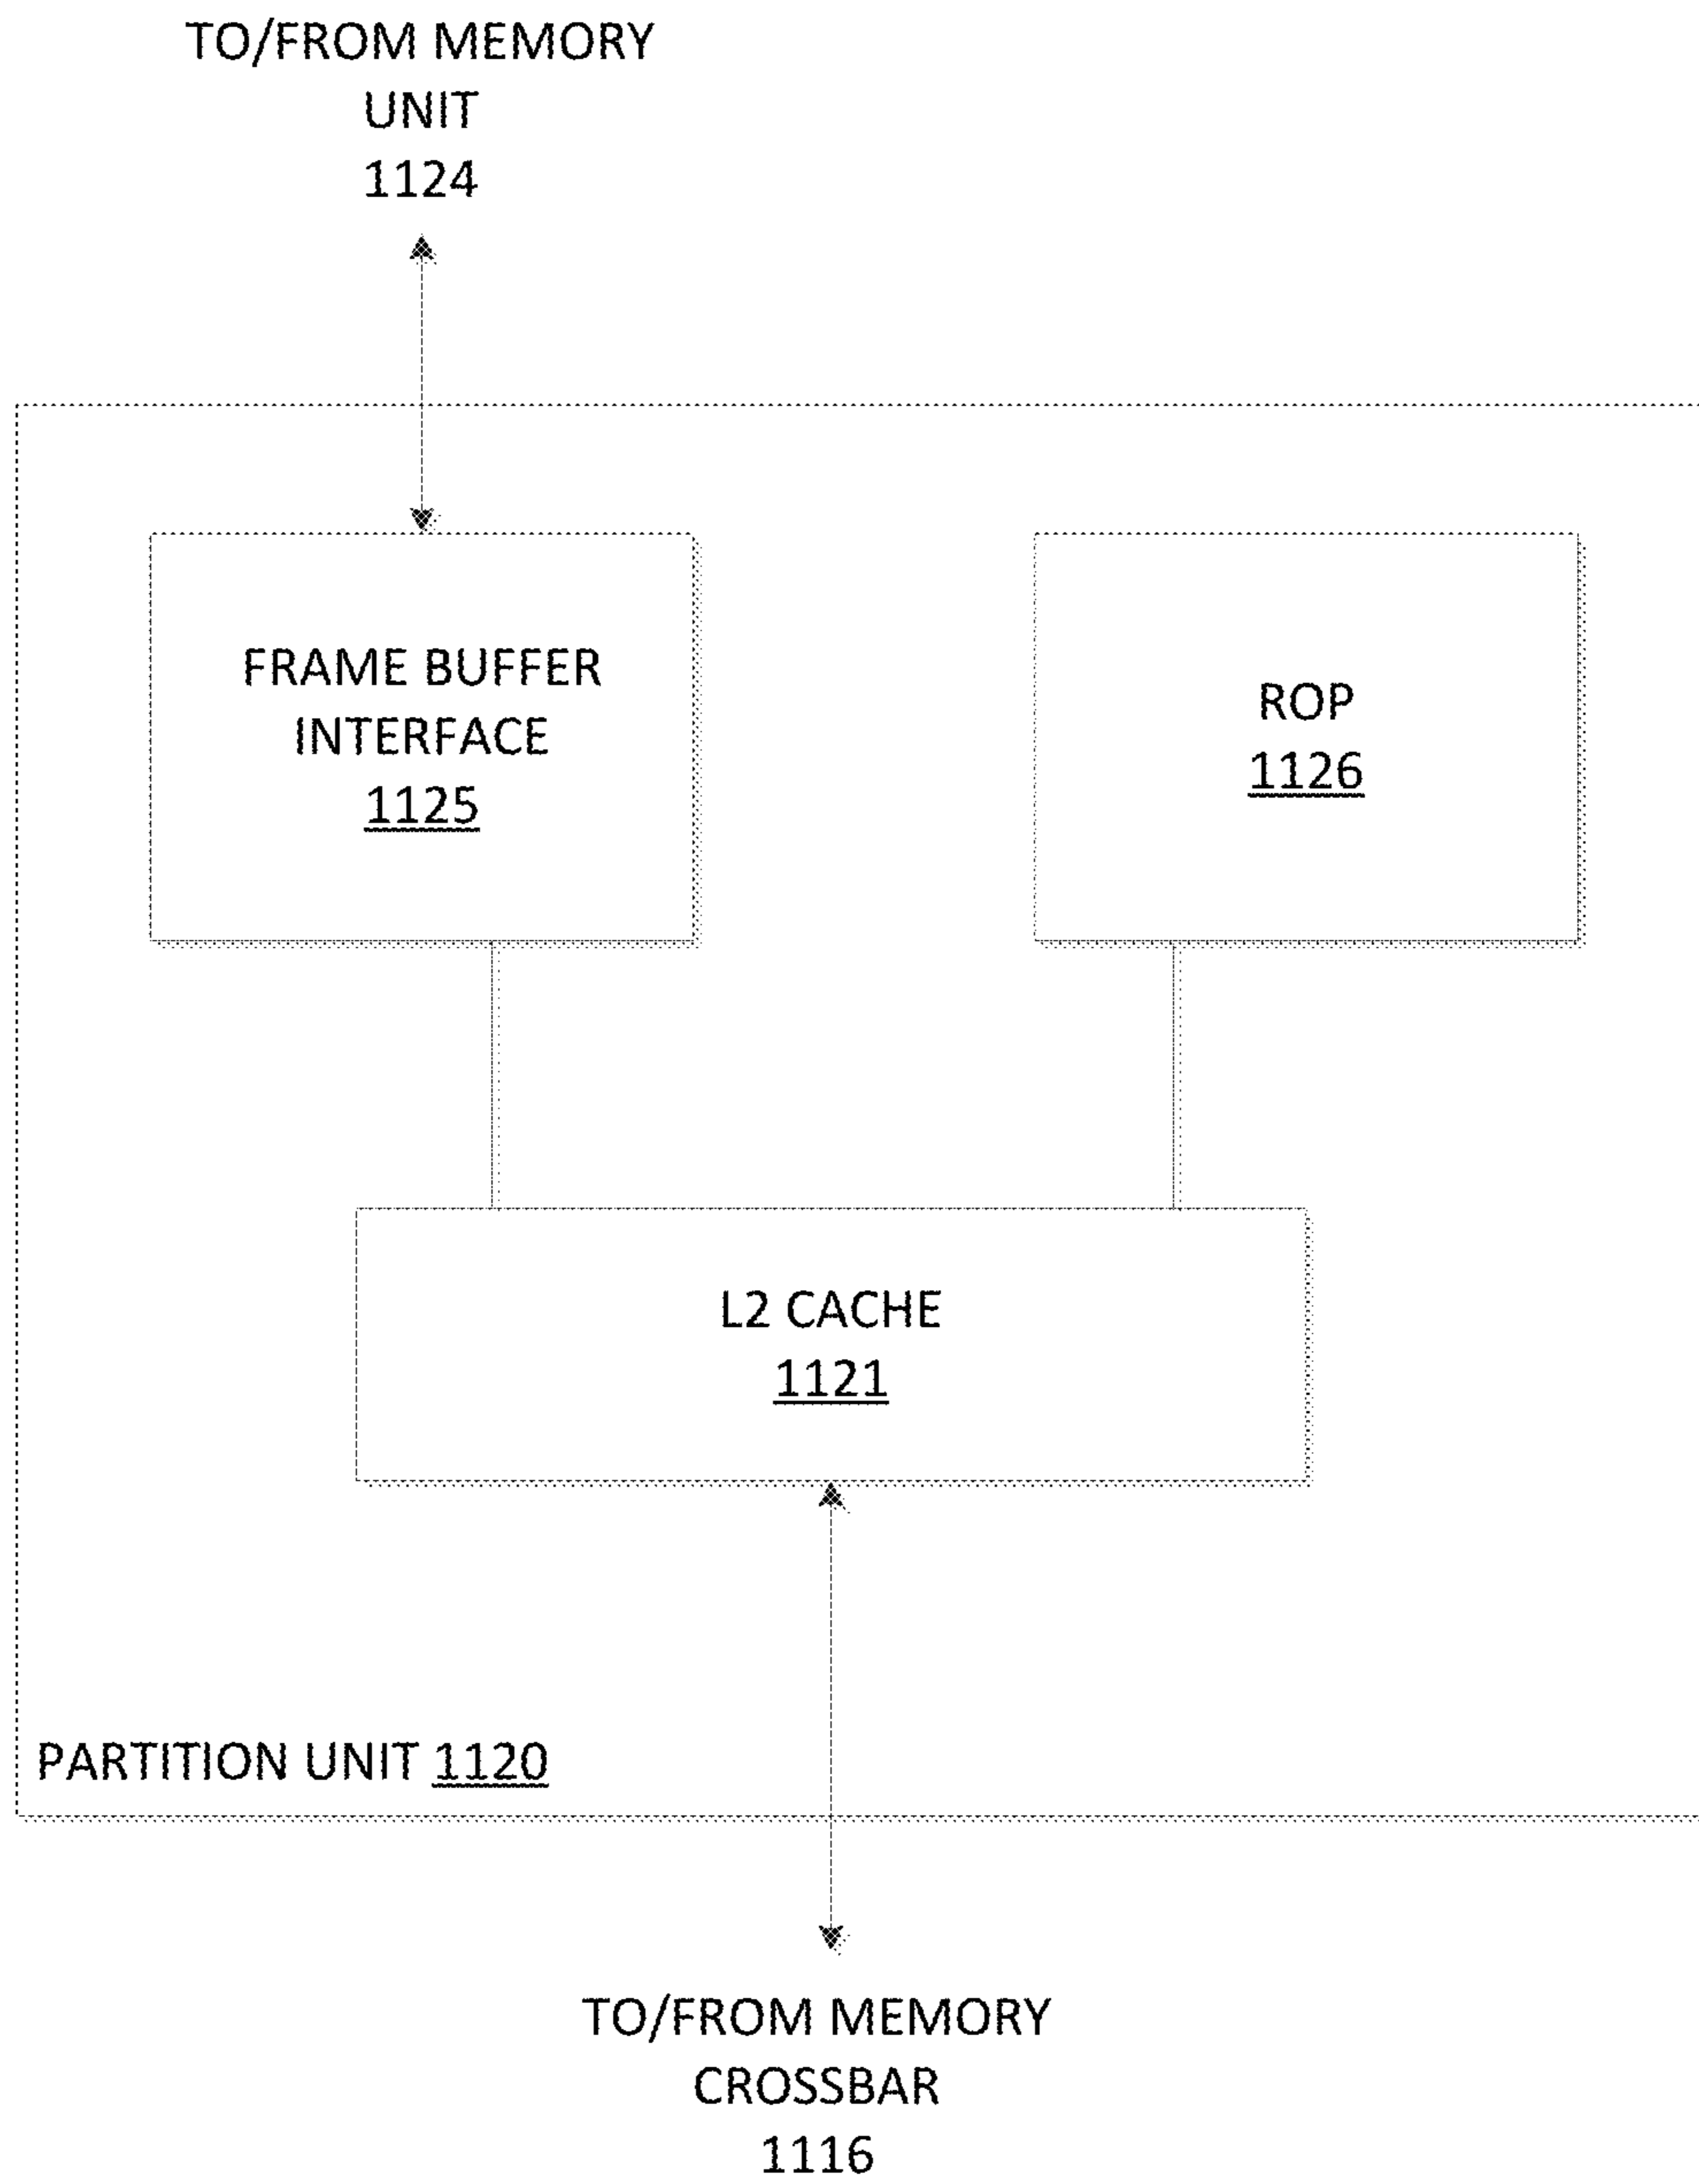 TO/FROM MEMORY
UNIT
1124
FRAME BUFFER
INTERFACE
1125
ROP
1126
L2 CACHE
1121
PARTITION UNIT 1120
TO/FROM MEMORY
CROSSBAR
1116